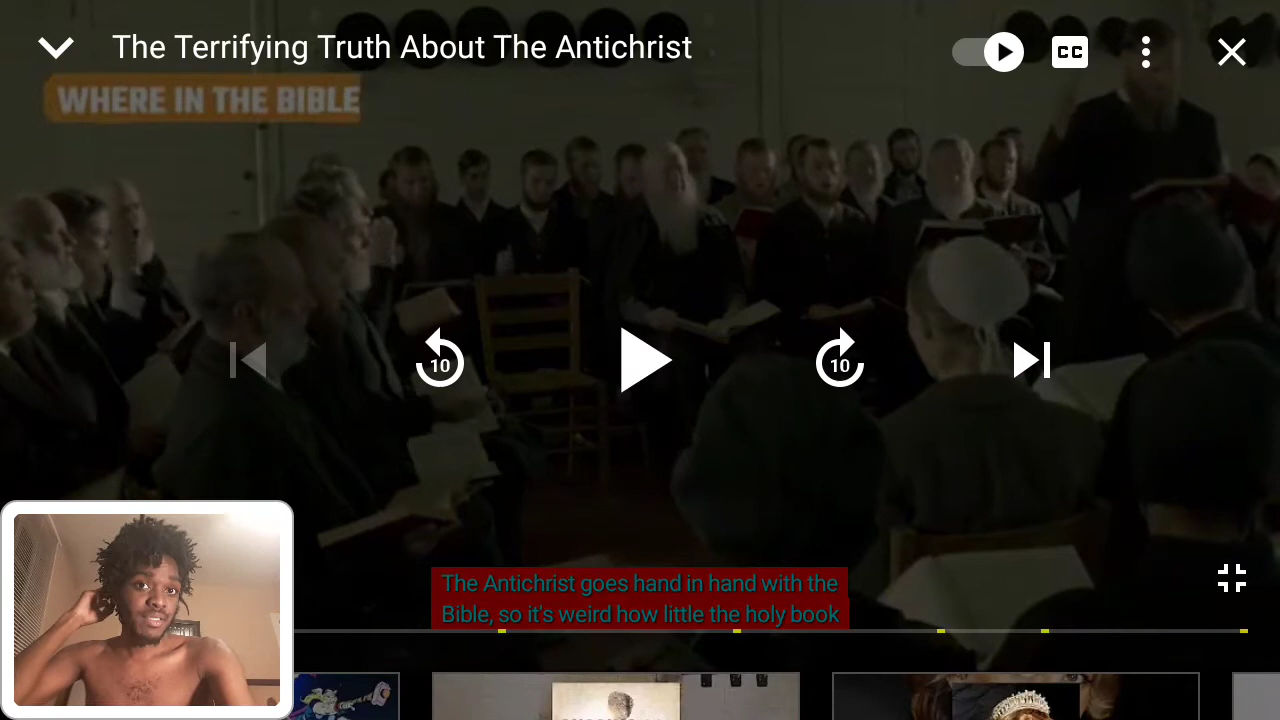 The Terrifying Truth About The Antichrist
CC
WHERE IN THE BIBLE
10
10
The Antichrist goes hand in hand with the
Bible, so it's weird how little the holy book